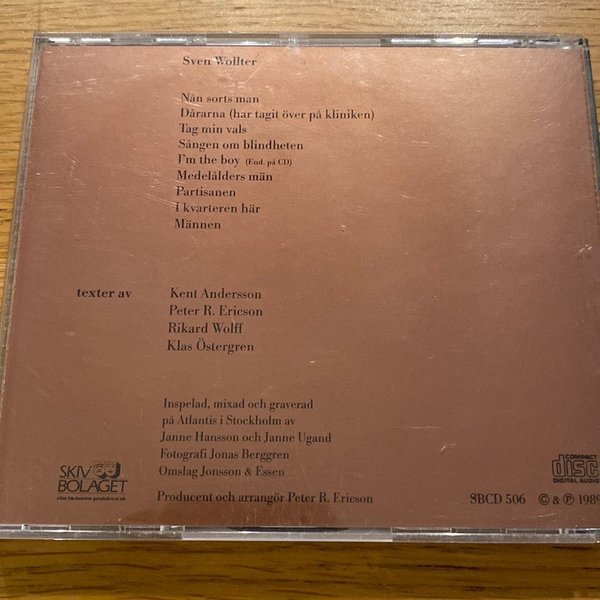 Sven Wollter
Nån sorts man
Dårarna (har tagit över på kliniken)
Tag min vals
Sången om blindheten
I'm the boy (End. på CD)
Medelålders män
Partisanen
I kvarteren här
Männen
texter av Kent Andersson
Peter R. Ericson
Rikard Wolff
Klas Östergren
Inspelad, mixad och graverad
på Atlantis i Stockholm av
Janne Hansson och Janne Ugand
Fotografi Jonas Berggren
Omslag Jonsson & Essen
Producent och arrangör Peter R. Ericson
SKIV
BOLAGET
COMPACT
disc
DIGITAL AUDIO
SBCD 506 © & ℗ 1989